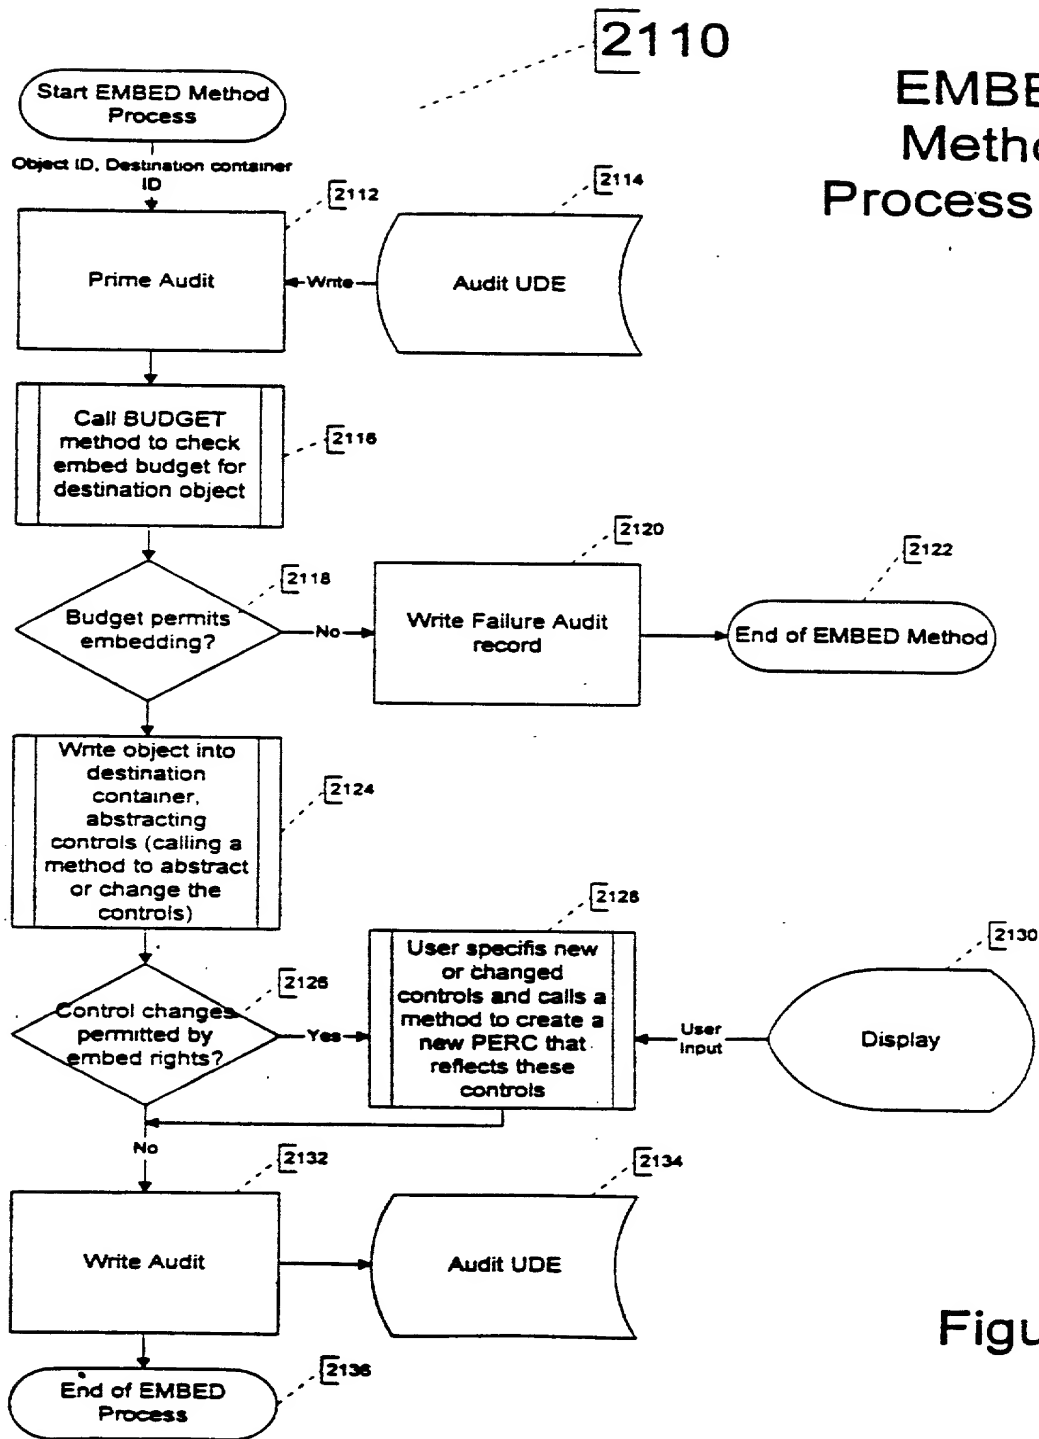 2110
EMBE
Metho
Process
Start EMBED Method
Process
Object ID, Destination container
ID
2112
2114
Prime Audit
Write
Audit UDE
Call BUDGET
method to check
embed budget for
destination object
2116
2118
Budget permits
embedding?
No
2120
Write Failure Audit
record
2122
End of EMBED Method
Write object into
destination
container,
abstracting
controls (calling a
method to abstract
or change the
controls)
2124
2126
Control changes
permitted by
embed rights?
Yes
2128
User specifis new
or changed
controls and calls a
method to create a
new PERC that
reflects these
controls
User
Input
2130
Display
No
2132
Write Audit
2134
Audit UDE
Figu
2136
End of EMBED
Process